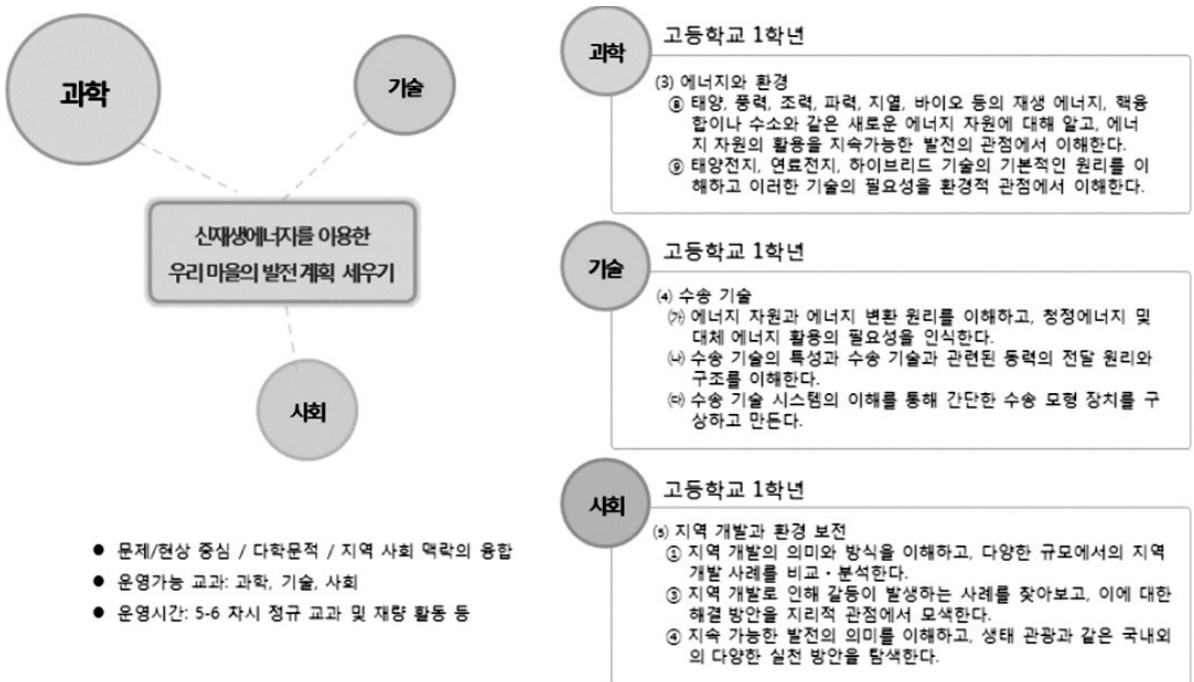 과학
기술
신재생에너지를 이용한
우리 마을의 발전 계획 세우기
사회
● 문제/현상 중심 / 다학문적 / 지역 사회 맥락의 융합
● 운영가능 교과: 과학, 기술, 사회
● 운영시간: 5-6 차시 정규 교과 및 재량 활동 등
과학
고등학교 1학년
(3) 에너지와 환경
⑧ 태양, 풍력, 조력, 파력, 지열, 바이오 등의 재생 에너지, 핵융
합이나 수소와 같은 새로운 에너지 자원에 대해 알고, 에너
지 자원의 활용을 지속가능한 발전의 관점에서 이해한다.
⑨ 태양전지, 연료전지, 하이브리드 기술의 기본적인 원리를 이
해하고 이러한 기술의 필요성을 환경적 관점에서 이해한다.
기술
고등학교 1학년
(4) 수송 기술
㈎ 에너지 자원과 에너지 변환 원리를 이해하고, 청정에너지 및
대체 에너지 활용의 필요성을 인식한다.
㈏ 수송 기술의 특성과 수송 기술과 관련된 동력의 전달 원리와
구조를 이해한다.
㈐ 수송 기술 시스템의 이해를 통해 간단한 수송 모형 장치를 구
상하고 만든다.
사회
고등학교 1학년
(5) 지역 개발과 환경 보전
① 지역 개발의 의미와 방식을 이해하고, 다양한 규모에서의 지역
개발 사례를 비교・분석한다.
③ 지역 개발로 인해 갈등이 발생하는 사례를 찾아보고, 이에 대한
해결 방안을 지리적 관점에서 모색한다.
④ 지속 가능한 발전의 의미를 이해하고, 생태 관광과 같은 국내외
의 다양한 실천 방안을 탐색한다.